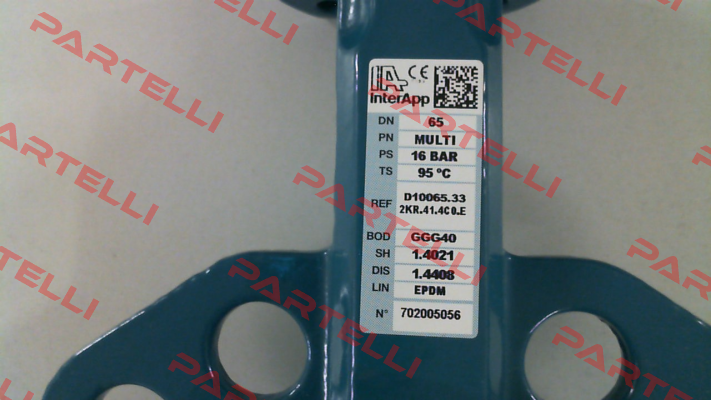 IA CE
InterApp
DN 65
PN MULTI
PS 16 BAR
TS 95 °C
REF D10065.33
2KR.41.4C0.E
BOD GGG40
SH 1.4021
DIS 1.4408
LIN EPDM
N° 702005056
PARTELLI
PARTELLI
PARTELLI
PARTELLI
PARTELLI
PARTELLI
PARTELLI